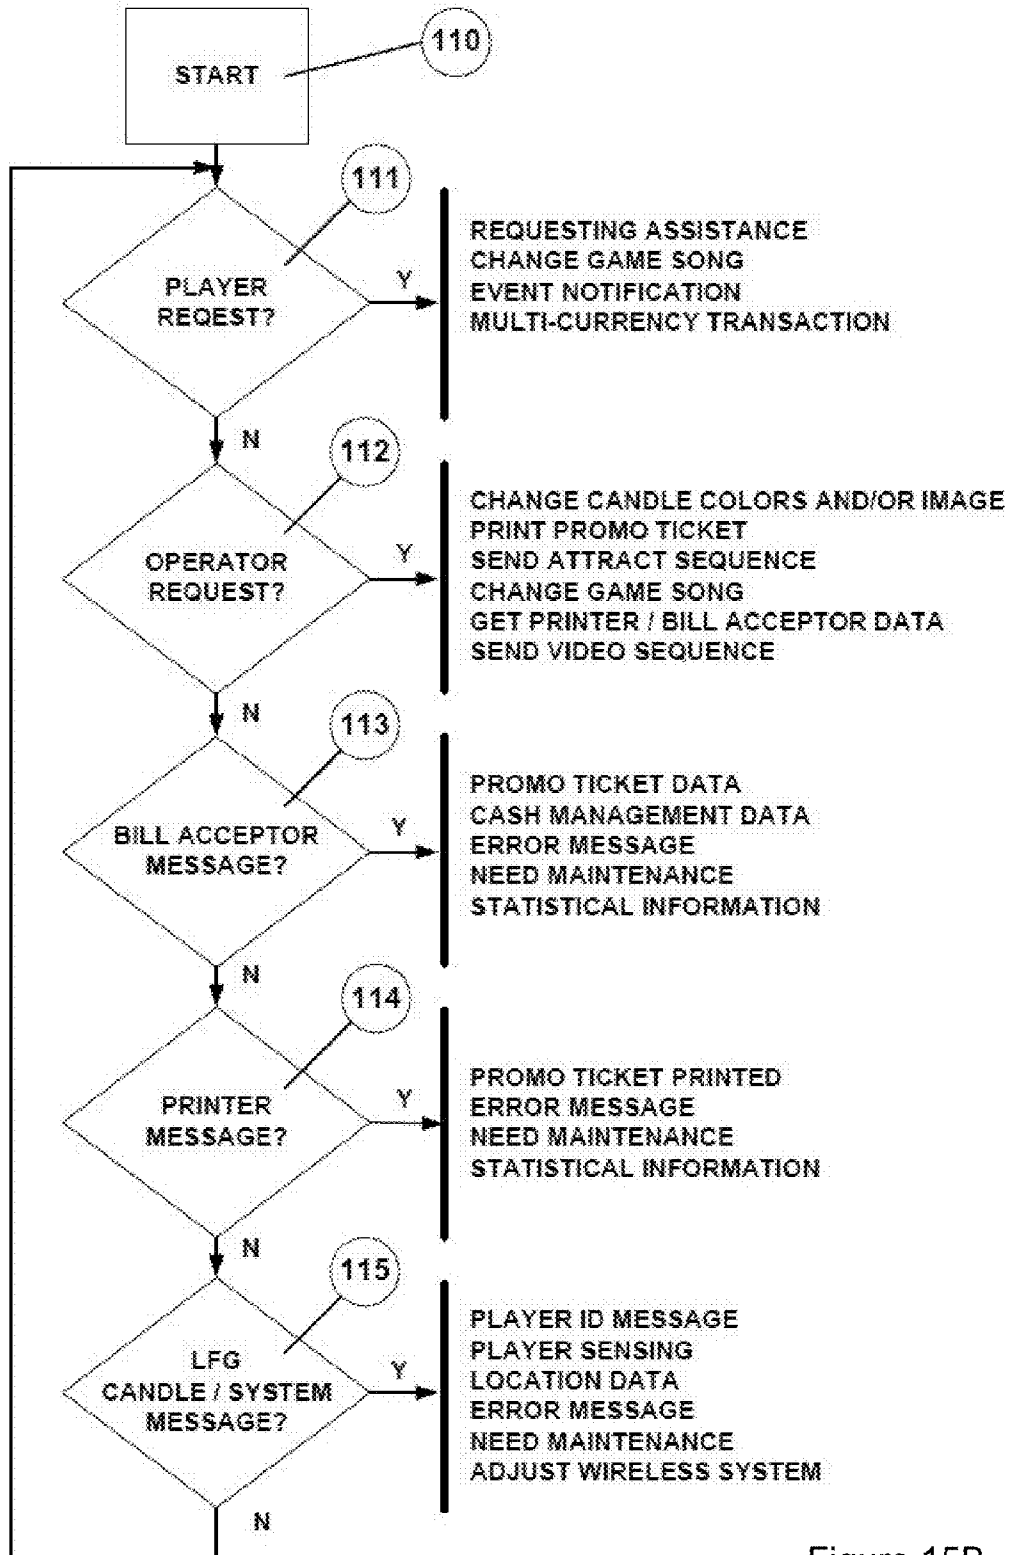 110
START
111
PLAYER
REQEST?
Y
REQUESTING ASSISTANCE
CHANGE GAME SONG
EVENT NOTIFICATION
MULTI-CURRENCY TRANSACTION
N
112
OPERATOR
REQUEST?
Y
CHANGE CANDLE COLORS AND/OR IMAGE
PRINT PROMO TICKET
SEND ATTRACT SEQUENCE
CHANGE GAME SONG
GET PRINTER / BILL ACCEPTOR DATA
SEND VIDEO SEQUENCE
N
113
BILL ACCEPTOR
MESSAGE?
Y
PROMO TICKET DATA
CASH MANAGEMENT DATA
ERROR MESSAGE
NEED MAINTENANCE
STATISTICAL INFORMATION
N
114
PRINTER
MESSAGE?
Y
PROMO TICKET PRINTED
ERROR MESSAGE
NEED MAINTENANCE
STATISTICAL INFORMATION
N
115
LFG
CANDLE / SYSTEM
MESSAGE?
Y
PLAYER ID MESSAGE
PLAYER SENSING
LOCATION DATA
ERROR MESSAGE
NEED MAINTENANCE
ADJUST WIRELESS SYSTEM
N